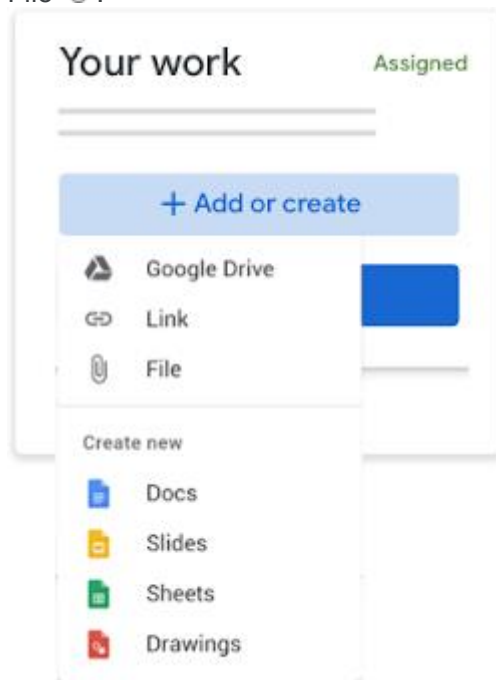 Your work
Assigned
+ Add or create
Google Drive
Link
File
Create new
Docs
Slides
Sheets
Drawings